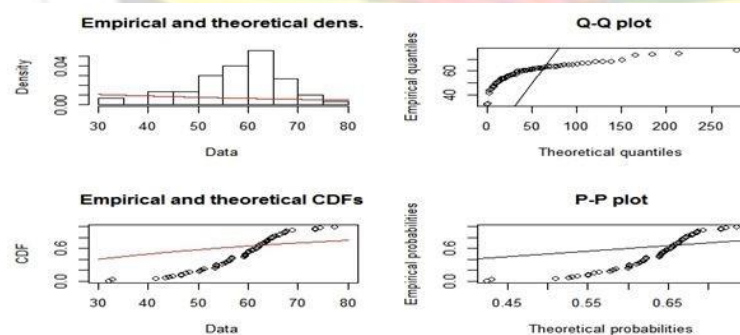 Empirical and theoretical dens.
Density
0.04
0.00
30 40 50 60 70 80
Data
Q-Q plot
Empirical quantiles
60
40
0 50 100 150 200 250
Theoretical quantiles
Empirical and theoretical CDFs
CDF
0.6
0.0
30 40 50 60 70 80
Data
P-P plot
Empirical probabilities
0.6
0.0
0.45 0.55 0.65
Theoretical probabilities